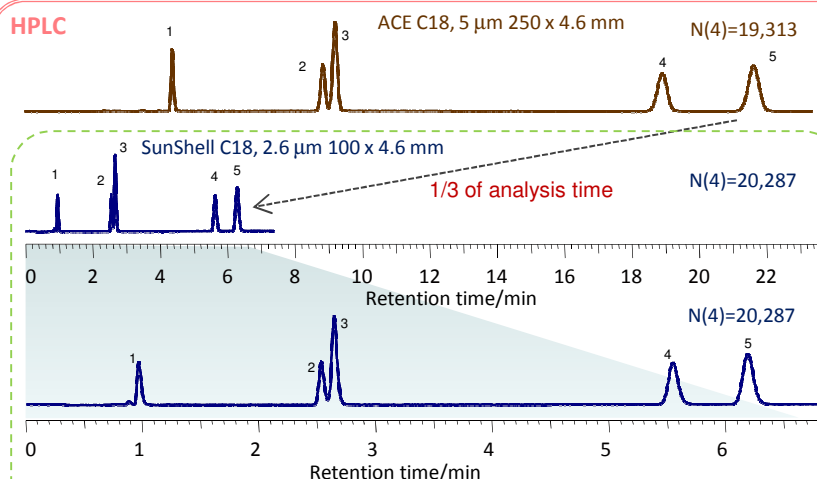 HPLC
ACE C18, 5 µm 250 x 4.6 mm
N(4)=19,313
1
2
3
4
5
SunShell C18, 2.6 µm 100 x 4.6 mm
N(4)=20,287
1
2
3
4
5
1/3 of analysis time
0 2 4 6 8 10 12 14 16 18 20 22
Retention time/min
N(4)=20,287
1
2
3
4
5
0 1 2 3 4 5 6
Retention time/min